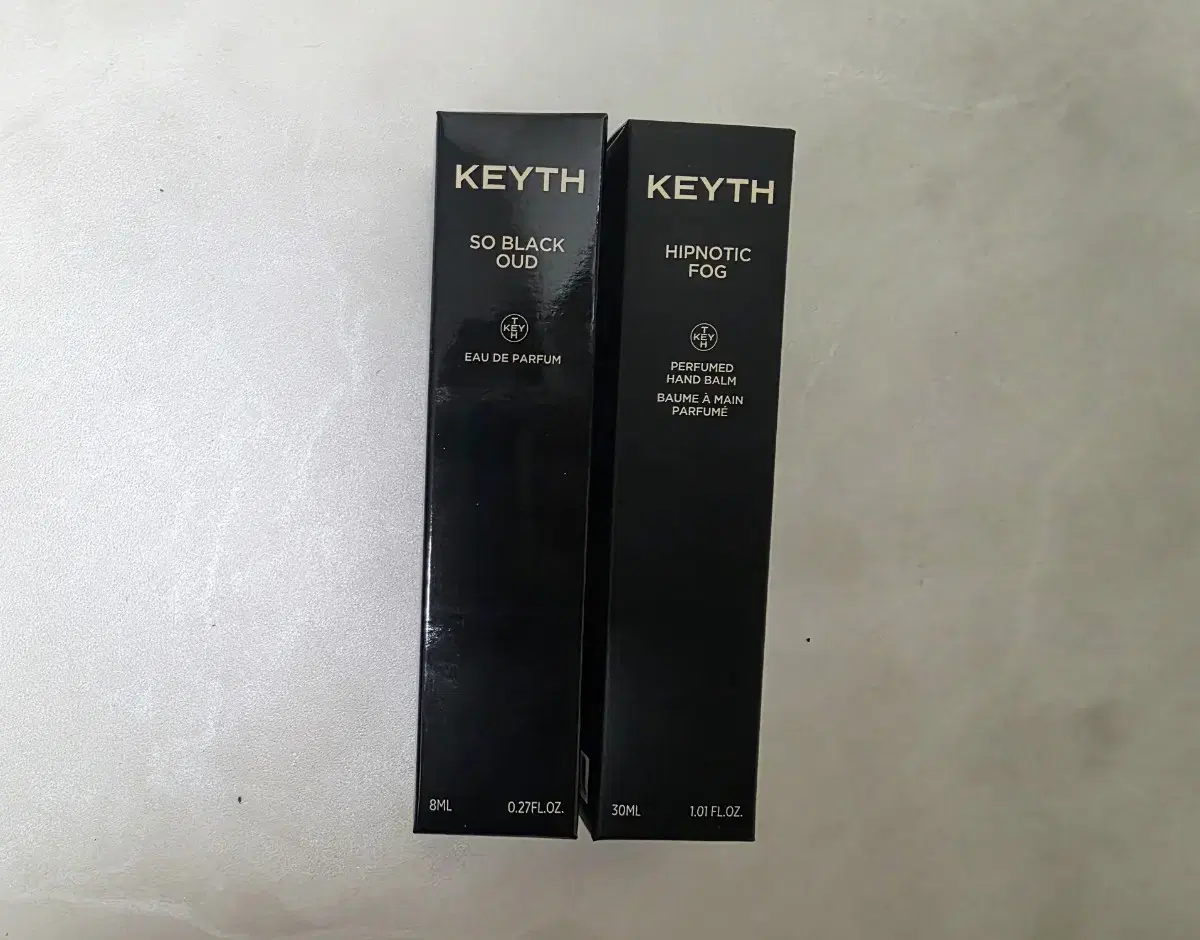 KEYTH
SO BLACK
OUD
T
KEY
H
EAU DE PARFUM
8ML 0.27FL.OZ.
KEYTH
HIPNOTIC
FOG
T
KEY
H
PERFUMED
HAND BALM
BAUME À MAIN
PARFUMÉ
30ML 1.01 FL.OZ.